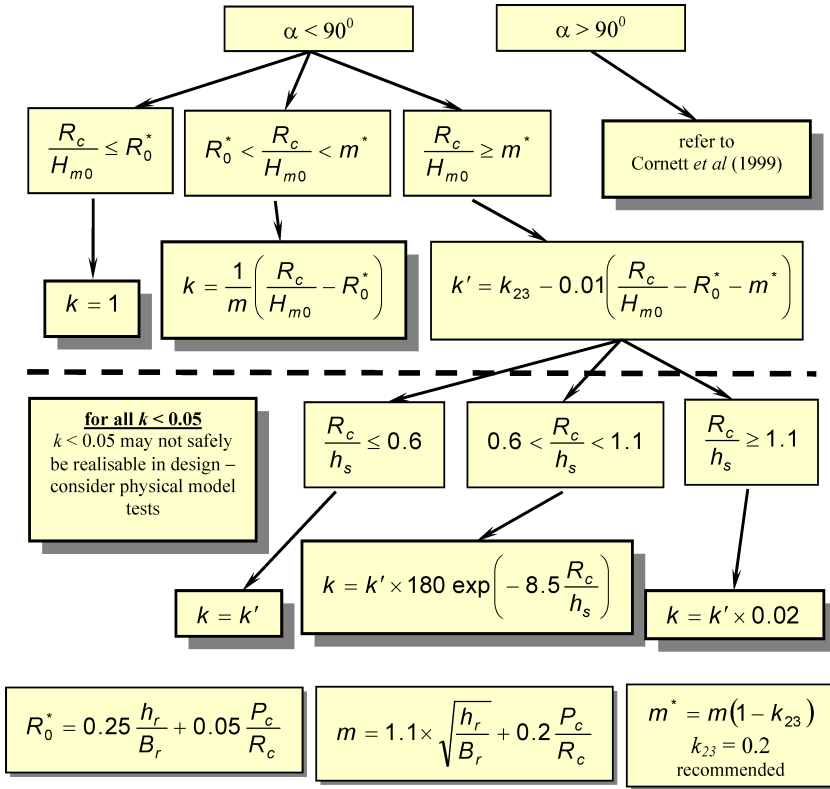 α < 90⁰
α > 90⁰
R_c / H_m0 ≤ R_0^*
R_0^* < R_c / H_m0 < m^*
R_c / H_m0 ≥ m^*
refer to
Cornett et al (1999)
k = 1
k = 1/m (R_c / H_m0 − R_0^*)
k′ = k_23 − 0.01 (R_c / H_m0 − R_0^* − m^*)
for all k < 0.05
k < 0.05 may not safely
be realisable in design –
consider physical model
tests
R_c / h_s ≤ 0.6
0.6 < R_c / h_s < 1.1
R_c / h_s ≥ 1.1
k = k′
k = k′ × 180 exp(− 8.5 R_c / h_s)
k = k′ × 0.02
R_0^* = 0.25 h_r / B_r + 0.05 P_c / R_c
m = 1.1 × √(h_r / B_r) + 0.2 P_c / R_c
m^* = m(1 − k_23)
k_23 = 0.2
recommended